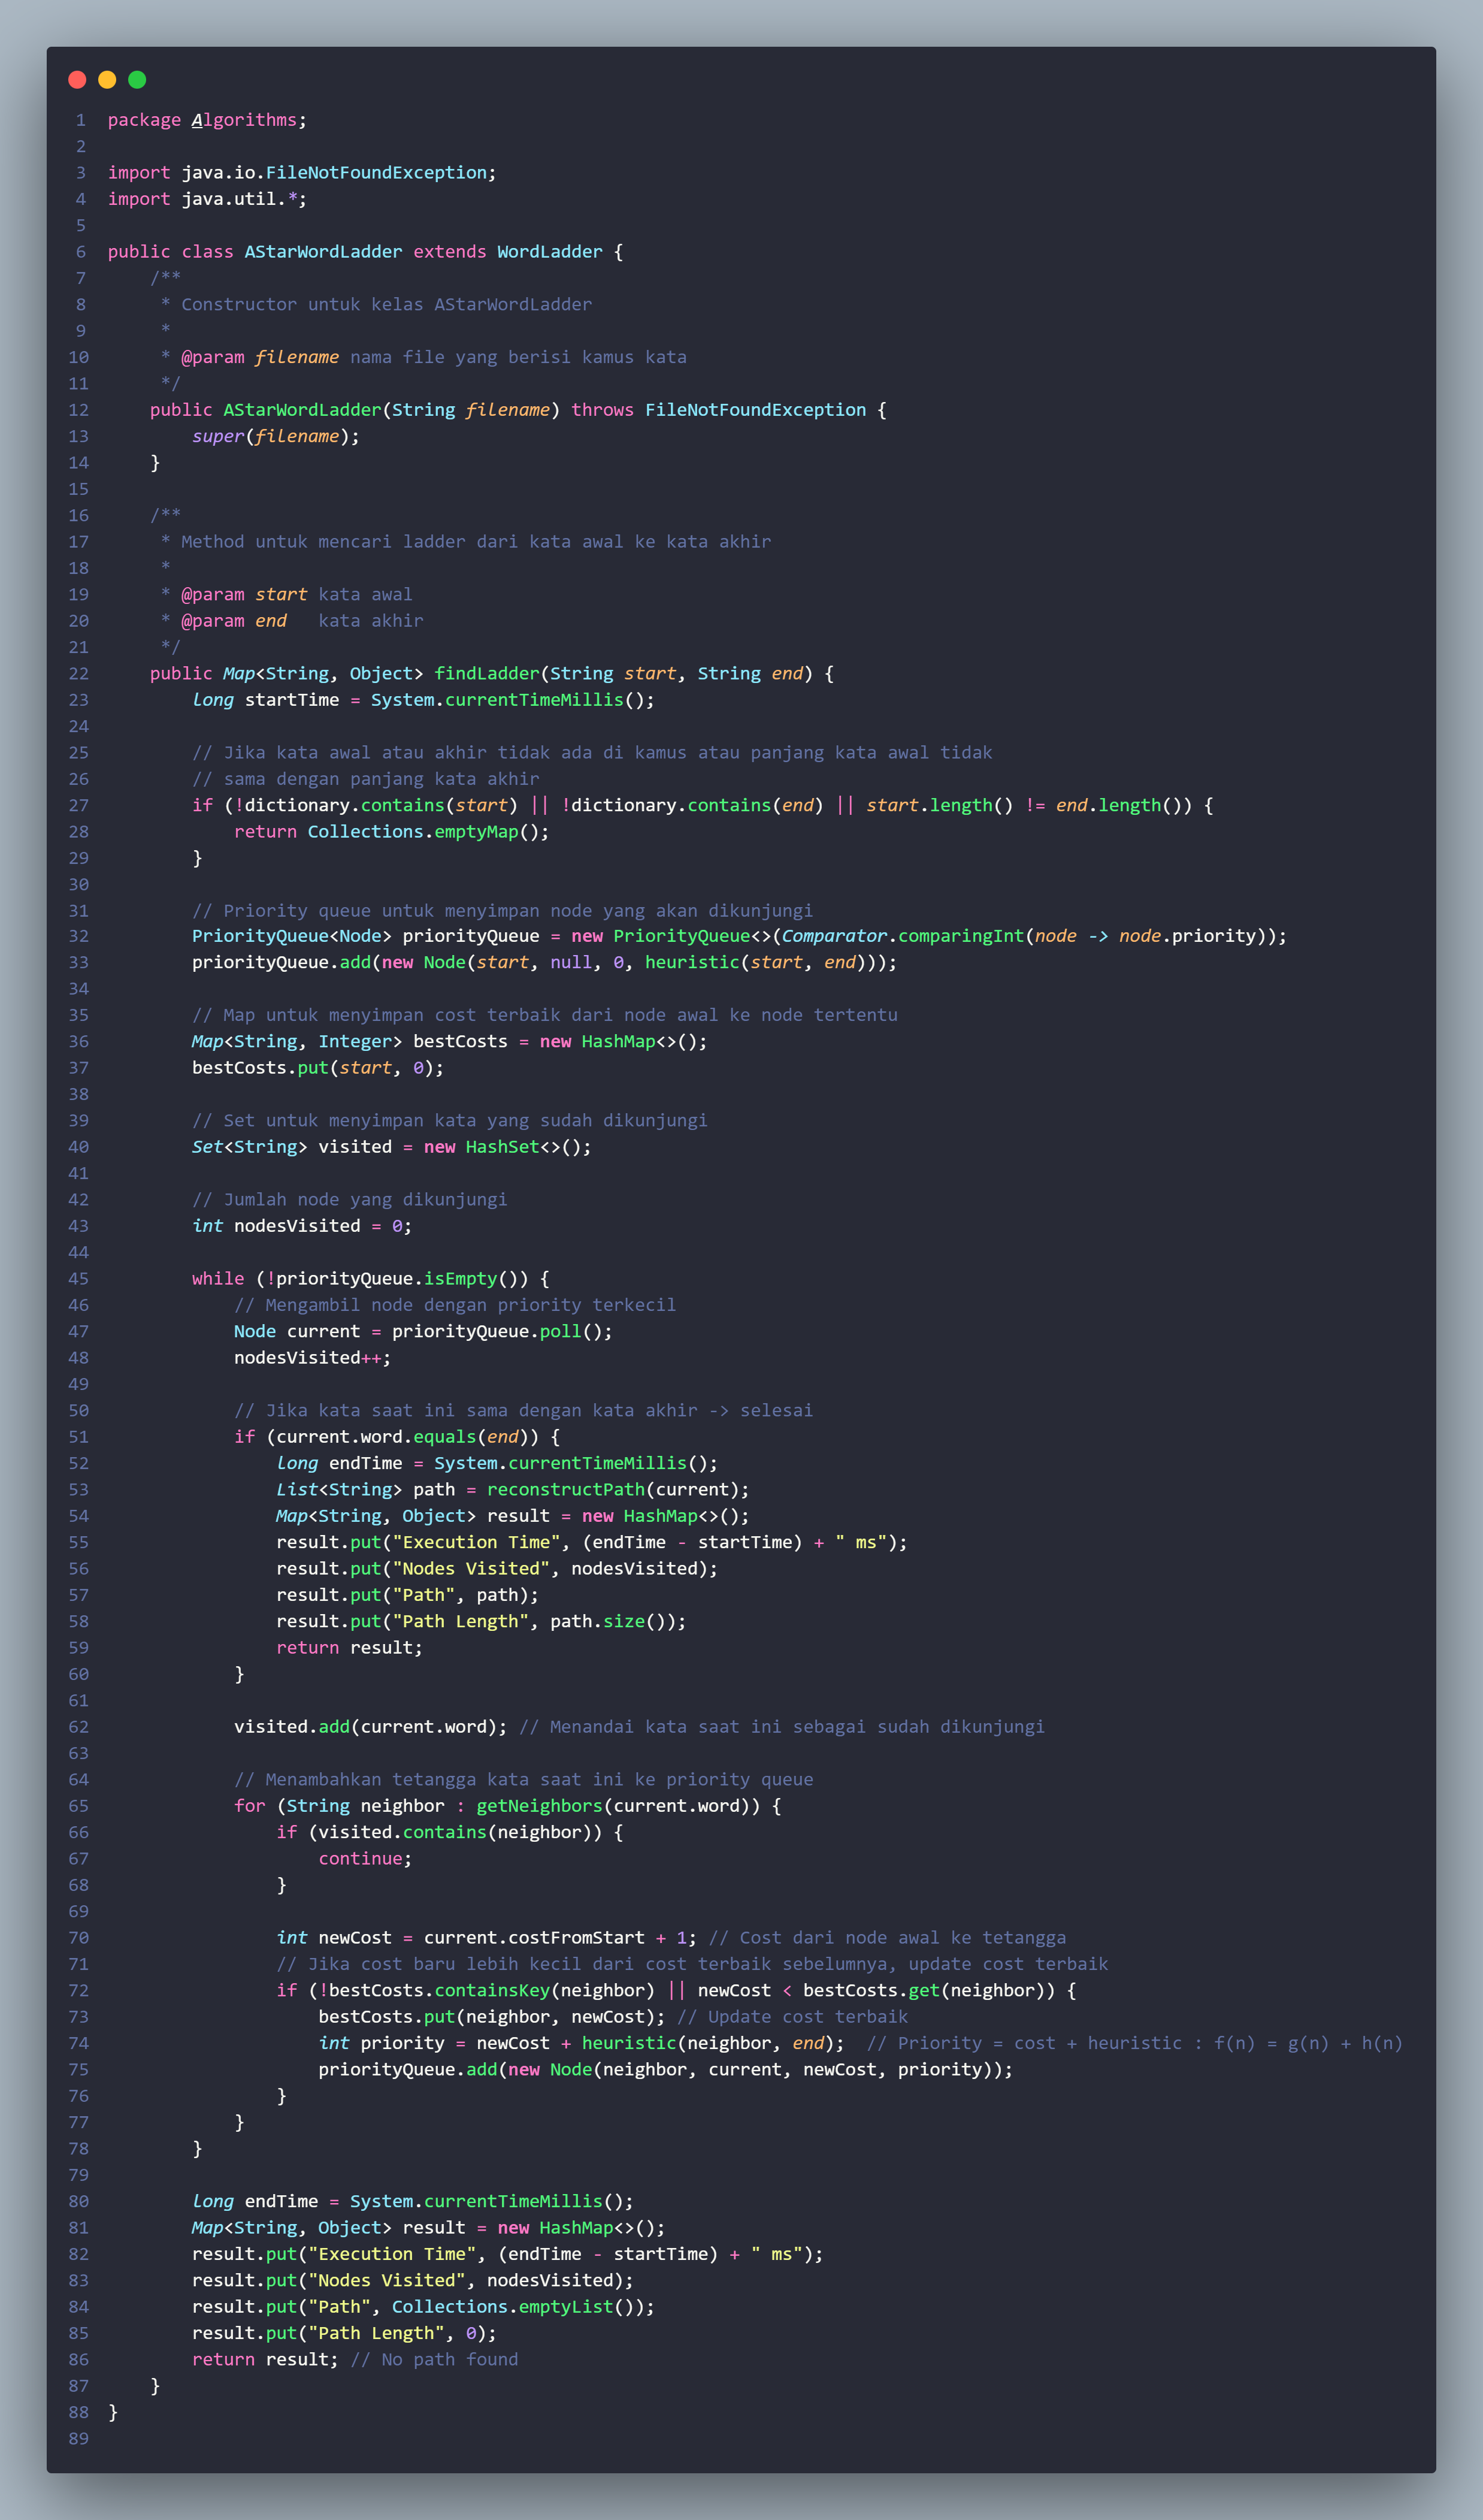 1 package Algorithms;
2
3 import java.io.FileNotFoundException;
4 import java.util.*;
5
6 public class AStarWordLadder extends WordLadder {
7     /**
8      * Constructor untuk kelas AStarWordLadder
9      *
10      * @param filename nama file yang berisi kamus kata
11      */
12     public AStarWordLadder(String filename) throws FileNotFoundException {
13         super(filename);
14     }
15
16     /**
17      * Method untuk mencari ladder dari kata awal ke kata akhir
18      *
19      * @param start kata awal
20      * @param end   kata akhir
21      */
22     public Map<String, Object> findLadder(String start, String end) {
23         long startTime = System.currentTimeMillis();
24
25         // Jika kata awal atau akhir tidak ada di kamus atau panjang kata awal tidak
26         // sama dengan panjang kata akhir
27         if (!dictionary.contains(start) || !dictionary.contains(end) || start.length() != end.length()) {
28             return Collections.emptyMap();
29         }
30
31         // Priority queue untuk menyimpan node yang akan dikunjungi
32         PriorityQueue<Node> priorityQueue = new PriorityQueue<>(Comparator.comparingInt(node -> node.priority));
33         priorityQueue.add(new Node(start, null, 0, heuristic(start, end)));
34
35         // Map untuk menyimpan cost terbaik dari node awal ke node tertentu
36         Map<String, Integer> bestCosts = new HashMap<>();
37         bestCosts.put(start, 0);
38
39         // Set untuk menyimpan kata yang sudah dikunjungi
40         Set<String> visited = new HashSet<>();
41
42         // Jumlah node yang dikunjungi
43         int nodesVisited = 0;
44
45         while (!priorityQueue.isEmpty()) {
46             // Mengambil node dengan priority terkecil
47             Node current = priorityQueue.poll();
48             nodesVisited++;
49
50             // Jika kata saat ini sama dengan kata akhir -> selesai
51             if (current.word.equals(end)) {
52                 long endTime = System.currentTimeMillis();
53                 List<String> path = reconstructPath(current);
54                 Map<String, Object> result = new HashMap<>();
55                 result.put("Execution Time", (endTime - startTime) + " ms");
56                 result.put("Nodes Visited", nodesVisited);
57                 result.put("Path", path);
58                 result.put("Path Length", path.size());
59                 return result;
60             }
61
62             visited.add(current.word); // Menandai kata saat ini sebagai sudah dikunjungi
63
64             // Menambahkan tetangga kata saat ini ke priority queue
65             for (String neighbor : getNeighbors(current.word)) {
66                 if (visited.contains(neighbor)) {
67                     continue;
68                 }
69
70                 int newCost = current.costFromStart + 1; // Cost dari node awal ke tetangga
71                 // Jika cost baru lebih kecil dari cost terbaik sebelumnya, update cost terbaik
72                 if (!bestCosts.containsKey(neighbor) || newCost < bestCosts.get(neighbor)) {
73                     bestCosts.put(neighbor, newCost); // Update cost terbaik
74                     int priority = newCost + heuristic(neighbor, end);  // Priority = cost + heuristic : f(n) = g(n) + h(n)
75                     priorityQueue.add(new Node(neighbor, current, newCost, priority));
76                 }
77             }
78         }
79
80         long endTime = System.currentTimeMillis();
81         Map<String, Object> result = new HashMap<>();
82         result.put("Execution Time", (endTime - startTime) + " ms");
83         result.put("Nodes Visited", nodesVisited);
84         result.put("Path", Collections.emptyList());
85         result.put("Path Length", 0);
86         return result; // No path found
87     }
88 }
89